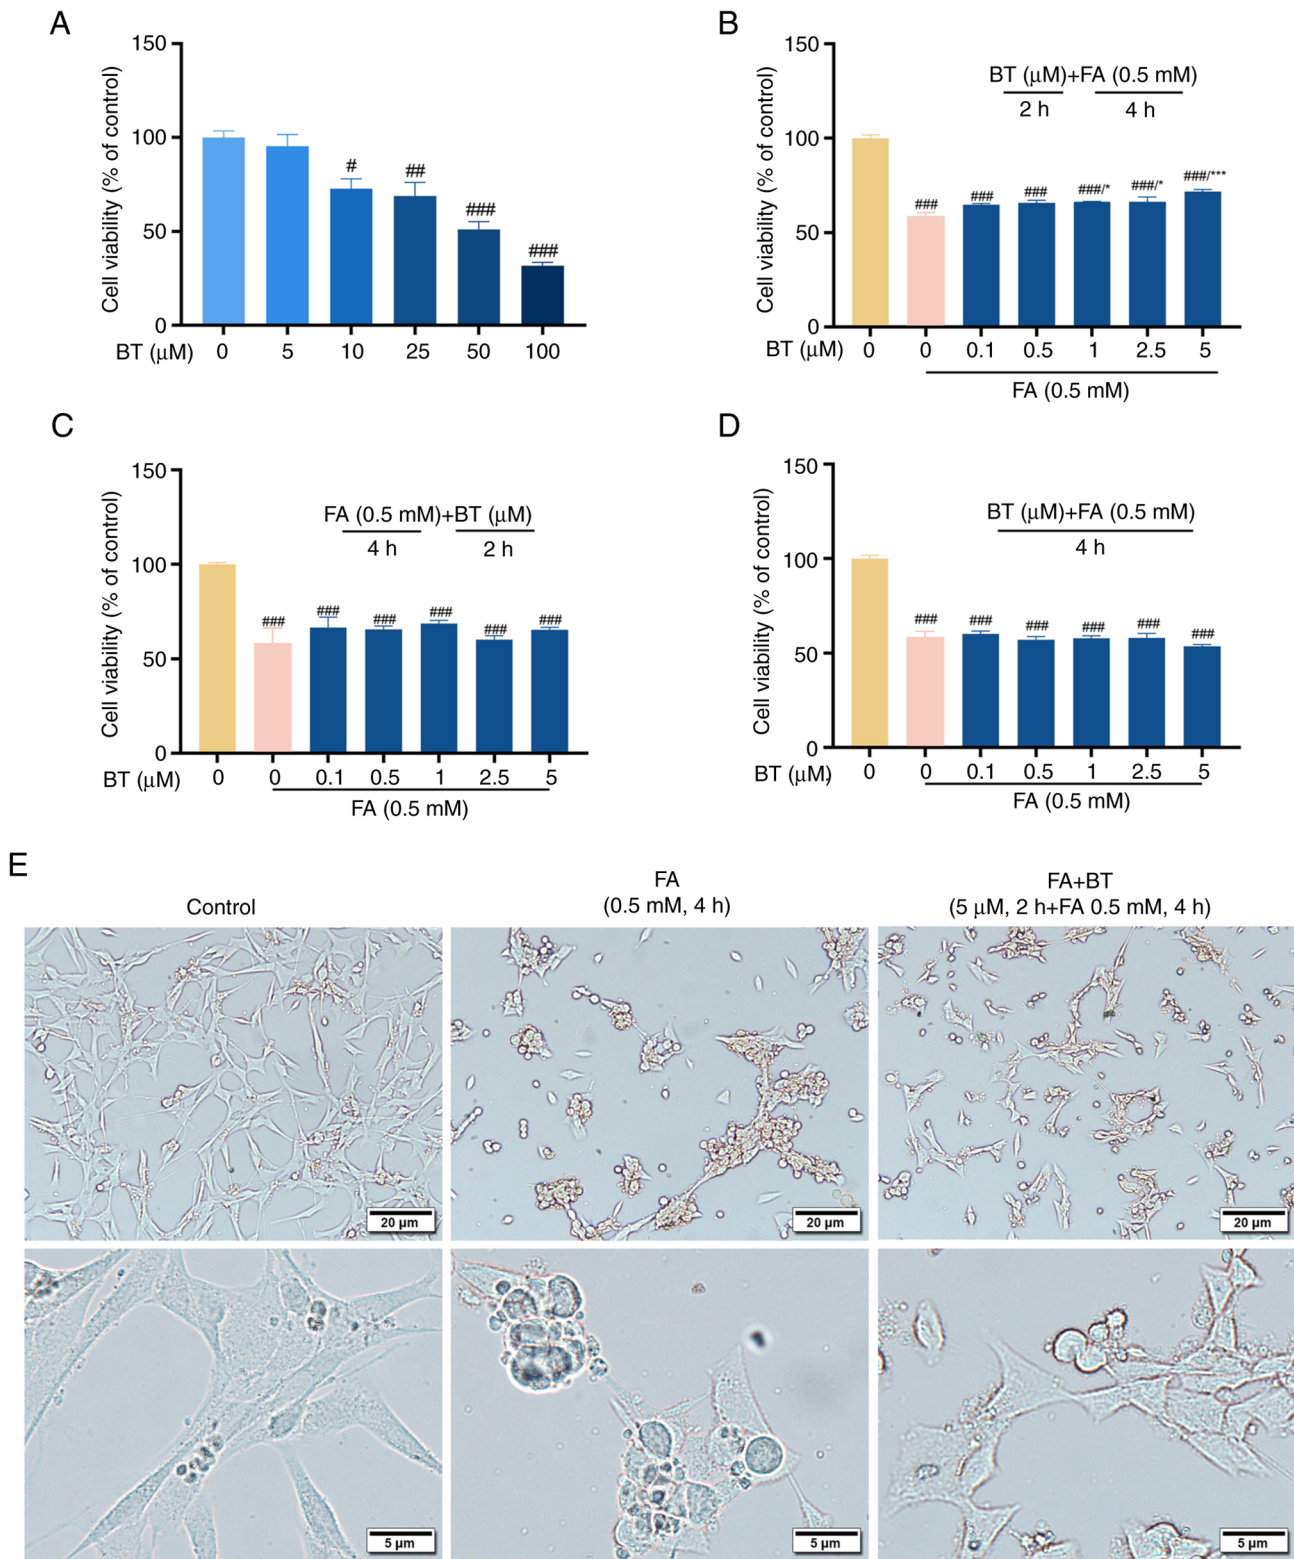 A
150
100
50
0
Cell viability (% of control)
# ## ### ###
BT (μM) 0 5 10 25 50 100
B
150
100
50
0
Cell viability (% of control)
BT (μM)+FA (0.5 mM)
2 h 4 h
### ### ### ###/* ###/* ###/***
BT (μM) 0 0 0.1 0.5 1 2.5 5
FA (0.5 mM)
C
150
100
50
0
Cell viability (% of control)
FA (0.5 mM)+BT (μM)
4 h 2 h
### ### ### ### ### ###
BT (μM) 0 0 0.1 0.5 1 2.5 5
FA (0.5 mM)
D
150
100
50
0
Cell viability (% of control)
BT (μM)+FA (0.5 mM)
4 h
### ### ### ### ### ###
BT (μM) 0 0 0.1 0.5 1 2.5 5
FA (0.5 mM)
E
Control
FA
(0.5 mM, 4 h)
FA+BT
(5 μM, 2 h+FA 0.5 mM, 4 h)
20 μm
20 μm
20 μm
5 μm
5 μm
5 μm